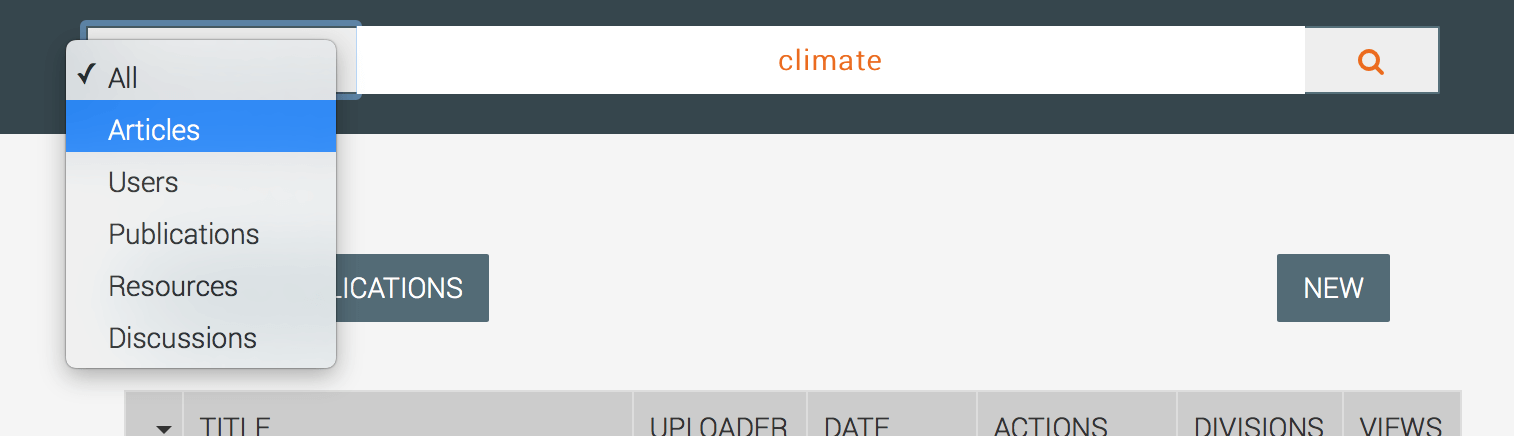 climate
All
Articles
Users
Publications
Resources
Discussions
LICATIONS
NEW
TITLE UPLOADER DATE ACTIONS DIVISIONS VIEWS